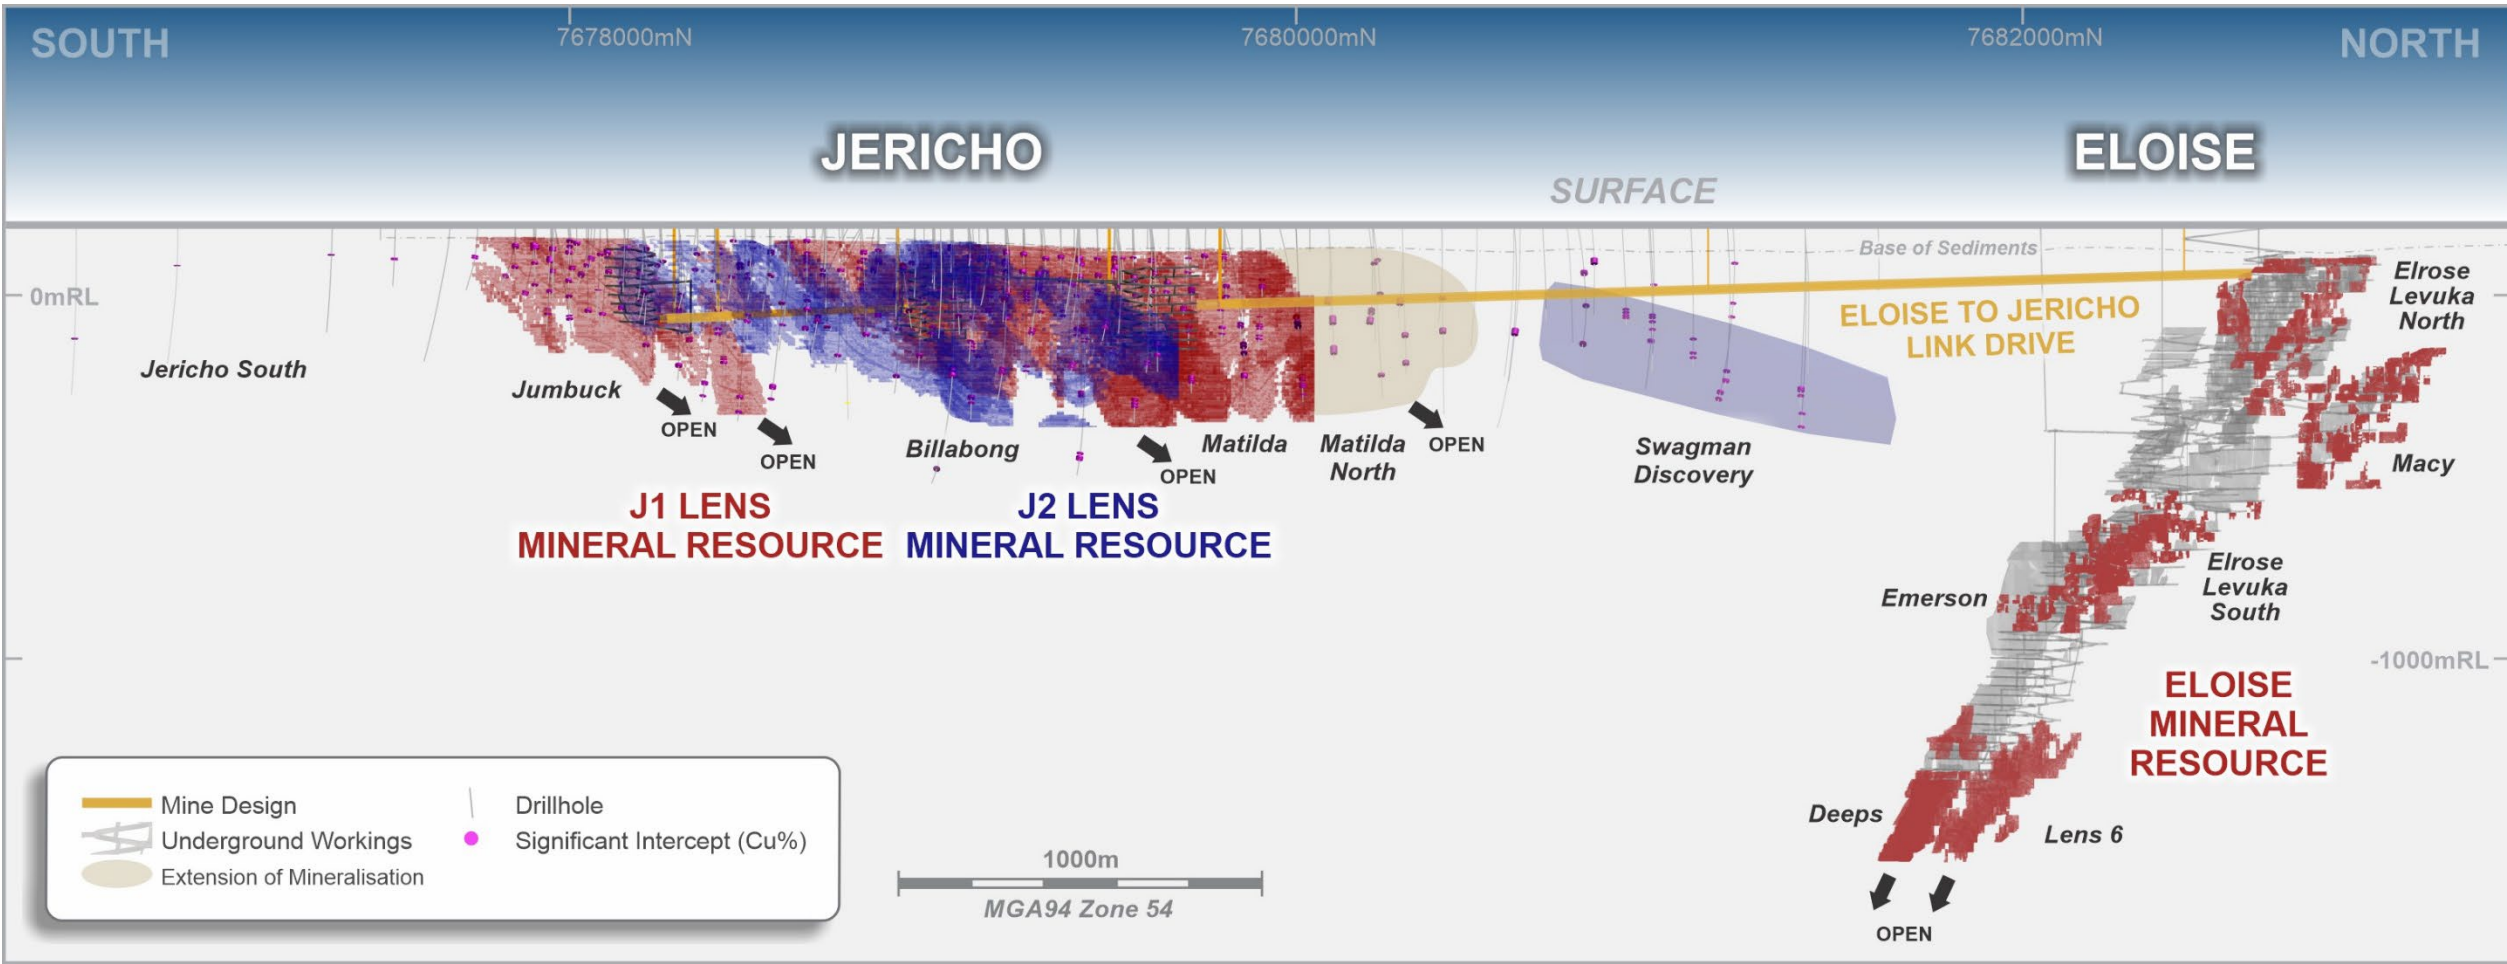 SOUTH
7678000mN
7680000mN
7682000mN
NORTH
JERICHO
ELOISE
SURFACE
Base of Sediments
0mRL
ELOISE TO JERICHO
LINK DRIVE
Elrose
Levuka
North
Jericho South
Jumbuck
OPEN
OPEN
Billabong
OPEN
Matilda
Matilda
North
OPEN
Swagman
Discovery
Macy
J1 LENS
MINERAL RESOURCE
J2 LENS
MINERAL RESOURCE
Emerson
Elrose
Levuka
South
-1000mRL
ELOISE
MINERAL
RESOURCE
Deeps
Lens 6
OPEN
Mine Design
Underground Workings
Extension of Mineralisation
Drillhole
Significant Intercept (Cu%)
1000m
MGA94 Zone 54